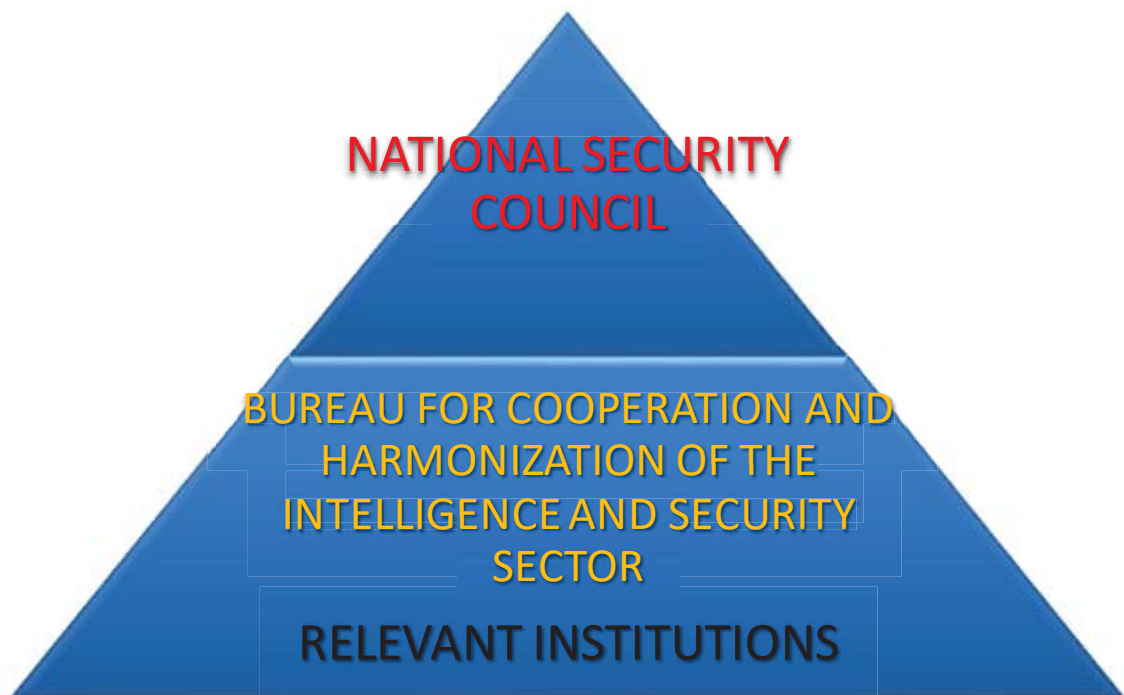 NATIONAL SECURITY
COUNCIL
BUREAU FOR COOPERATION AND
HARMONIZATION OF THE
INTELLIGENCE AND SECURITY
SECTOR
RELEVANT INSTITUTIONS